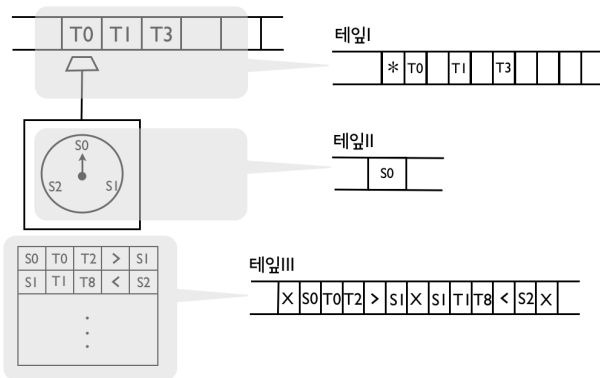 T0 T1 T3
테잎I
* T0 T1 T3
S0
S2 S1
테잎II
S0
S0 T0 T2 > S1
S1 T1 T8 < S2
테잎III
X S0 T0 T2 > S1 X S1 T1 T8 < S2 X